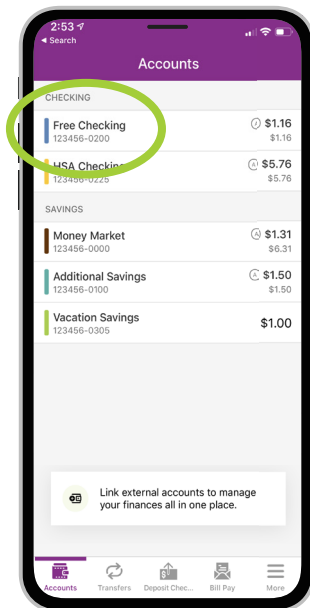 2:53
Search
Accounts
CHECKING
Free Checking
J $1.16
123456-0200
$1.16
HSA Checking
A $5.76
123456-0225
$5.76
SAVINGS
Money Market
A $1.31
123456-0000
$6.31
Additional Savings
A $1.50
123456-0100
$1.50
Vacation Savings
$1.00
123456-0305
Link external accounts to manage
your finances all in one place.
Accounts Transfers Deposit Chec... Bill Pay More